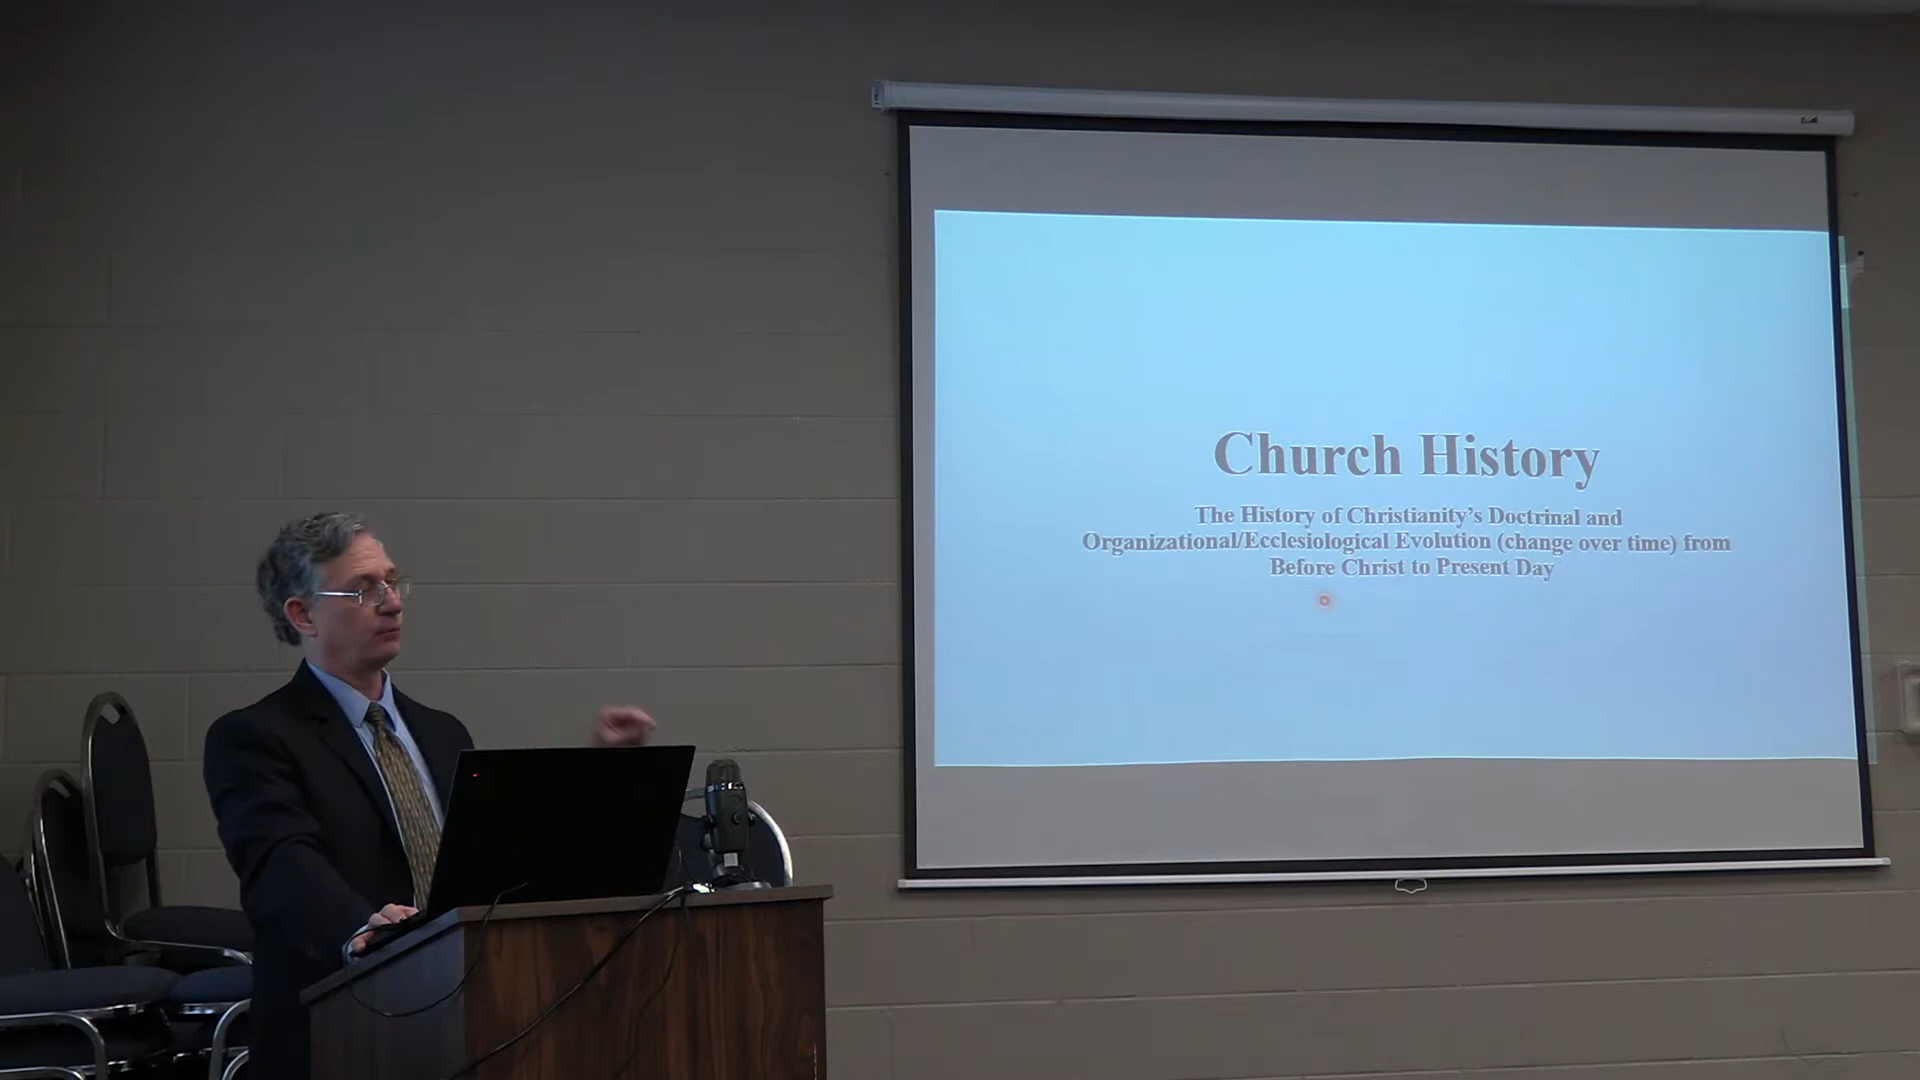 Church History
The History of Christianity's Doctrinal and
Organizational/Ecclesiological Evolution (change over time) from
Before Christ to Present Day